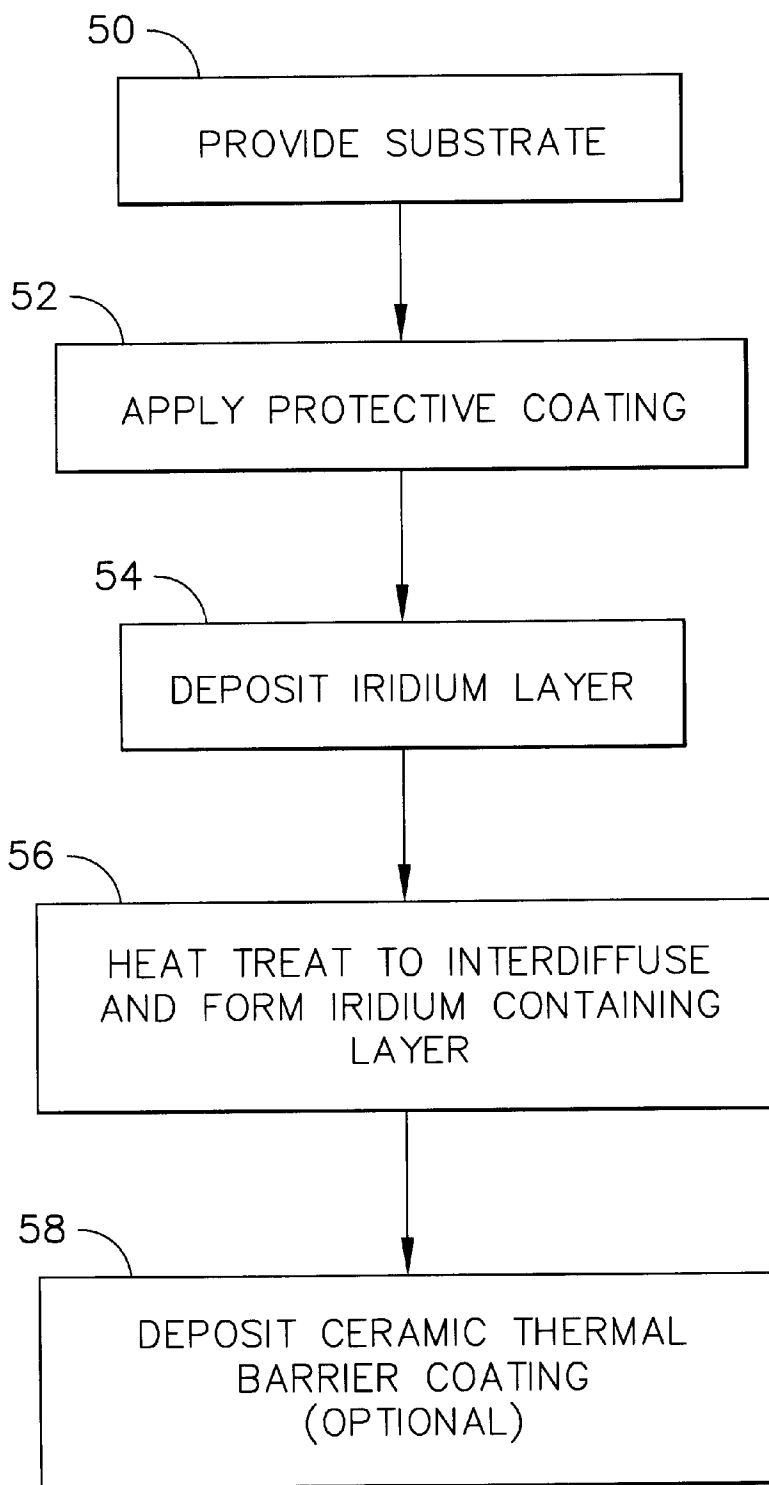 50
PROVIDE SUBSTRATE
52
APPLY PROTECTIVE COATING
54
DEPOSIT IRIDIUM LAYER
56
HEAT TREAT TO INTERDIFFUSE
AND FORM IRIDIUM CONTAINING
LAYER
58
DEPOSIT CERAMIC THERMAL
BARRIER COATING
(OPTIONAL)